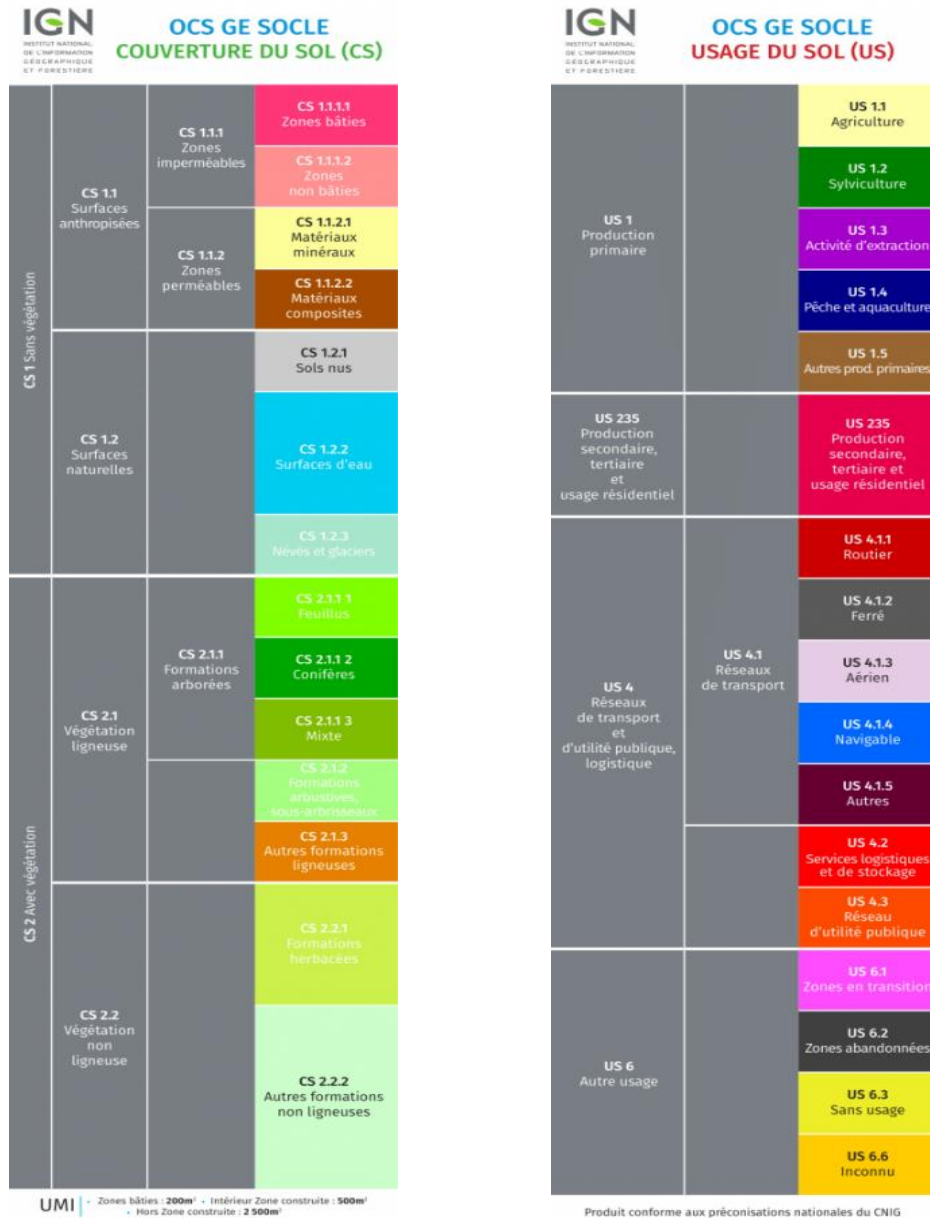 IGN
INSTITUT NATIONAL
DE L'INFORMATION
GÉOGRAPHIQUE
ET FORESTIÈRE
OCS GE SOCLE
COUVERTURE DU SOL (CS)
CS 1 Sans végétation
CS 1.1
Surfaces
anthropisées
CS 1.1.1
Zones
imperméables
CS 1.1.1.1
Zones bâties
CS 1.1.1.2
Zones
non bâties
CS 1.1.2
Zones
perméables
CS 1.1.2.1
Matériaux
minéraux
CS 1.1.2.2
Matériaux
composites
CS 1.2
Surfaces
naturelles
CS 1.2.1
Sols nus
CS 1.2.2
Surfaces d'eau
CS 1.2.3
Névés et glaciers
CS 2 Avec végétation
CS 2.1
Végétation
ligneuse
CS 2.1.1
Formations
arborées
CS 2.1.1 1
Feuillus
CS 2.1.1 2
Conifères
CS 2.1.1 3
Mixte
CS 2.1.2
Formations
arbustives,
sous-arbrisseaux
CS 2.1.3
Autres formations
ligneuses
CS 2.2
Végétation
non
ligneuse
CS 2.2.1
Formations
herbacées
CS 2.2.2
Autres formations
non ligneuses
UMI
• Zones bâties : 200m² • Intérieur Zone construite : 500m²
• Hors Zone construite : 2 500m²
IGN
INSTITUT NATIONAL
DE L'INFORMATION
GÉOGRAPHIQUE
ET FORESTIÈRE
OCS GE SOCLE
USAGE DU SOL (US)
US 1
Production
primaire
US 1.1
Agriculture
US 1.2
Sylviculture
US 1.3
Activité d'extraction
US 1.4
Pêche et aquaculture
US 1.5
Autres prod. primaires
US 235
Production
secondaire,
tertiaire
et
usage résidentiel
US 235
Production
secondaire,
tertiaire et
usage résidentiel
US 4
Réseaux
de transport
et
d'utilité publique,
logistique
US 4.1
Réseaux
de transport
US 4.1.1
Routier
US 4.1.2
Ferré
US 4.1.3
Aérien
US 4.1.4
Navigable
US 4.1.5
Autres
US 4.2
Services logistiques
et de stockage
US 4.3
Réseau
d'utilité publique
US 6
Autre usage
US 6.1
Zones en transition
US 6.2
Zones abandonnées
US 6.3
Sans usage
US 6.6
Inconnu
Produit conforme aux préconisations nationales du CNIG